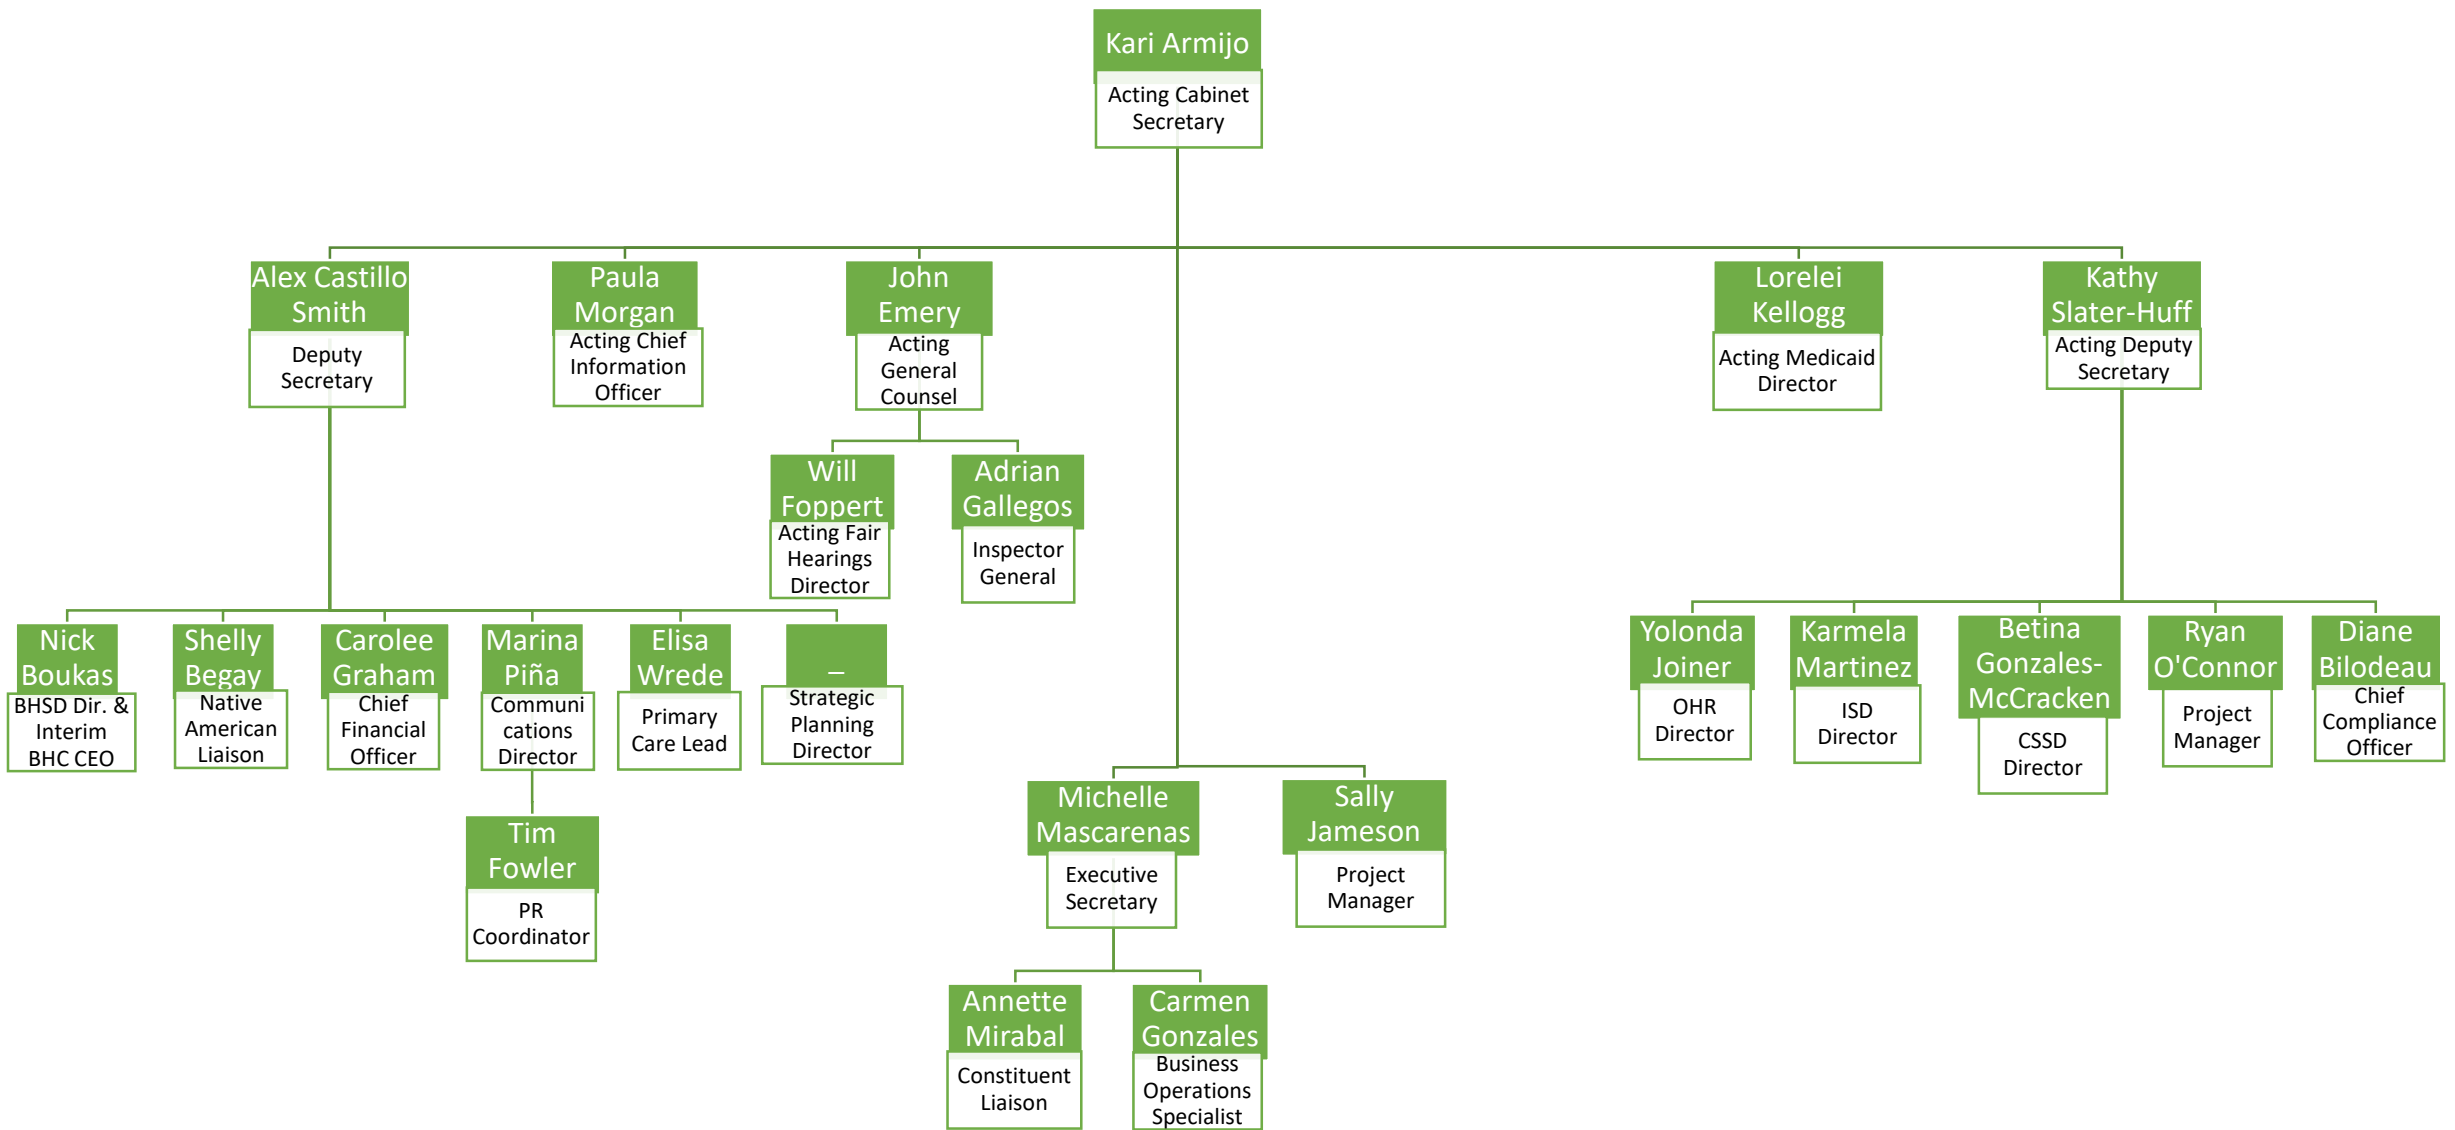 Kari Armijo
Acting Cabinet
Secretary
Alex Castillo
Smith
Deputy
Secretary
Paula
Morgan
Acting Chief
Information
Officer
John
Emery
Acting
General
Counsel
Lorelei
Kellogg
Acting Medicaid
Director
Kathy
Slater-Huff
Acting Deputy
Secretary
Will
Foppert
Acting Fair
Hearings
Director
Adrian
Gallegos
Inspector
General
Nick
Boukas
BHSD Dir. &
Interim
BHC CEO
Shelly
Begay
Native
American
Liaison
Carolee
Graham
Chief
Financial
Officer
Marina
Piña
Communi
cations
Director
Elisa
Wrede
Primary
Care Lead
_
Strategic
Planning
Director
Yolonda
Joiner
OHR
Director
Karmela
Martinez
ISD
Director
Betina
Gonzales-
McCracken
CSSD
Director
Ryan
O'Connor
Project
Manager
Diane
Bilodeau
Chief
Compliance
Officer
Tim
Fowler
PR
Coordinator
Michelle
Mascarenas
Executive
Secretary
Sally
Jameson
Project
Manager
Annette
Mirabal
Constituent
Liaison
Carmen
Gonzales
Business
Operations
Specialist